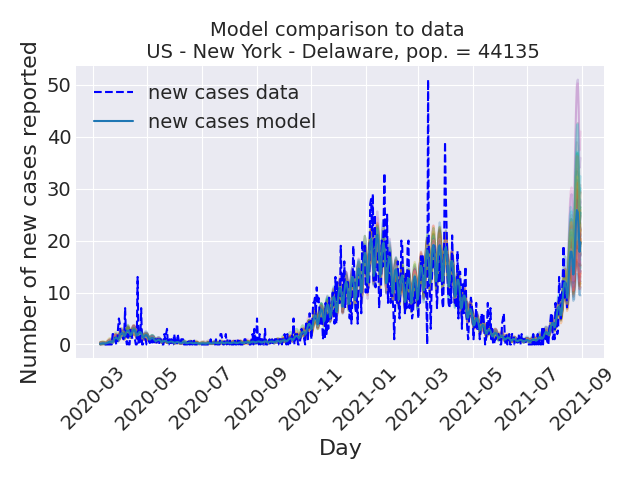 Model comparison to data
US - New York - Delaware, pop. = 44135
Number of new cases reported
50
40
30
20
10
0
new cases data
new cases model
2020-03
2020-05
2020-07
2020-09
2020-11
2021-01
2021-03
2021-05
2021-07
2021-09
Day